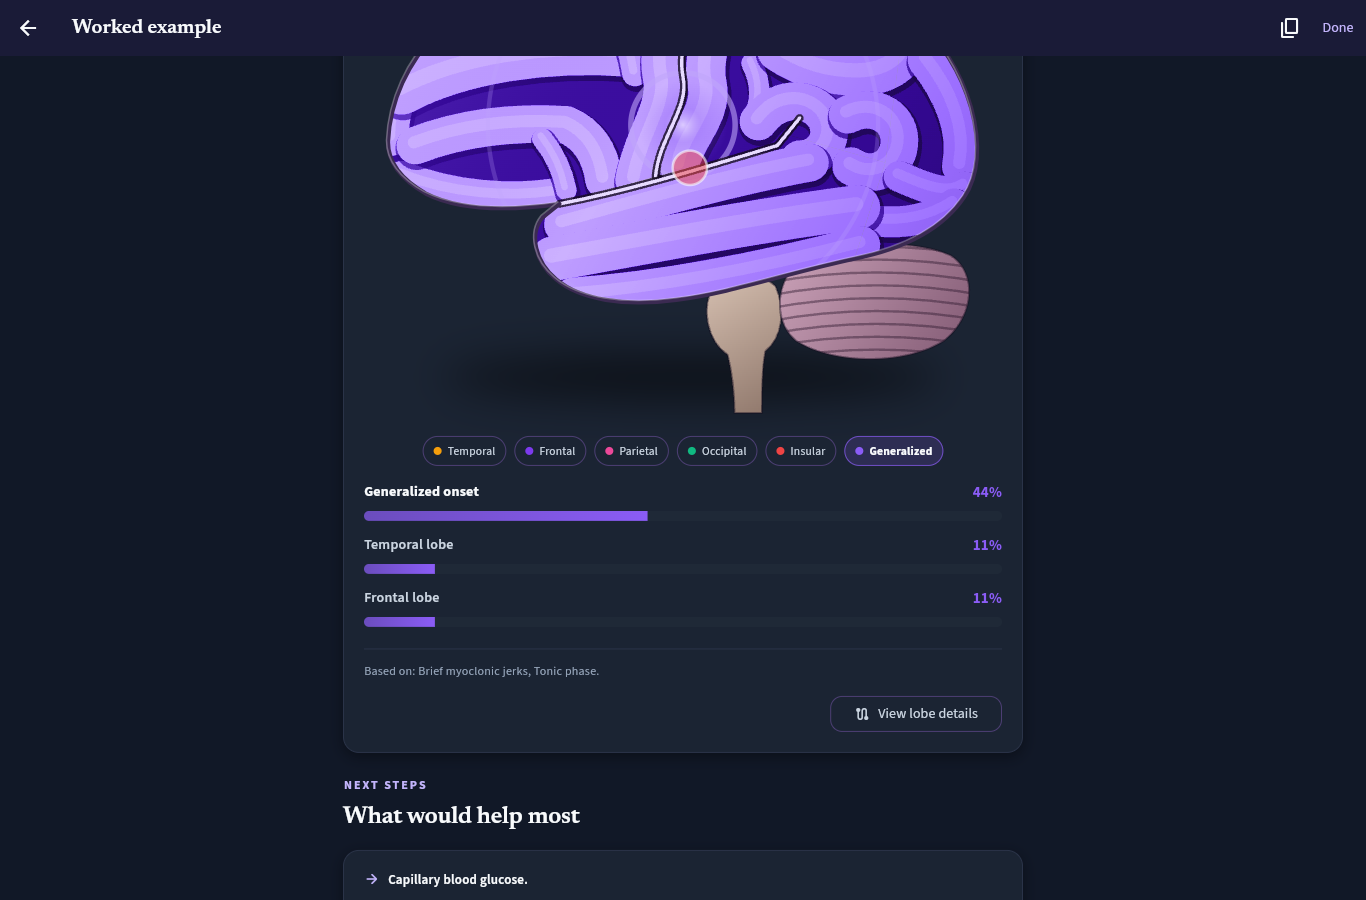 Worked example
Done
Temporal
Frontal
Parietal
Occipital
Insular
Generalized
Generalized onset
44%
Temporal lobe
11%
Frontal lobe
11%
Based on: Brief myoclonic jerks, Tonic phase.
View lobe details
NEXT STEPS
What would help most
Capillary blood glucose.